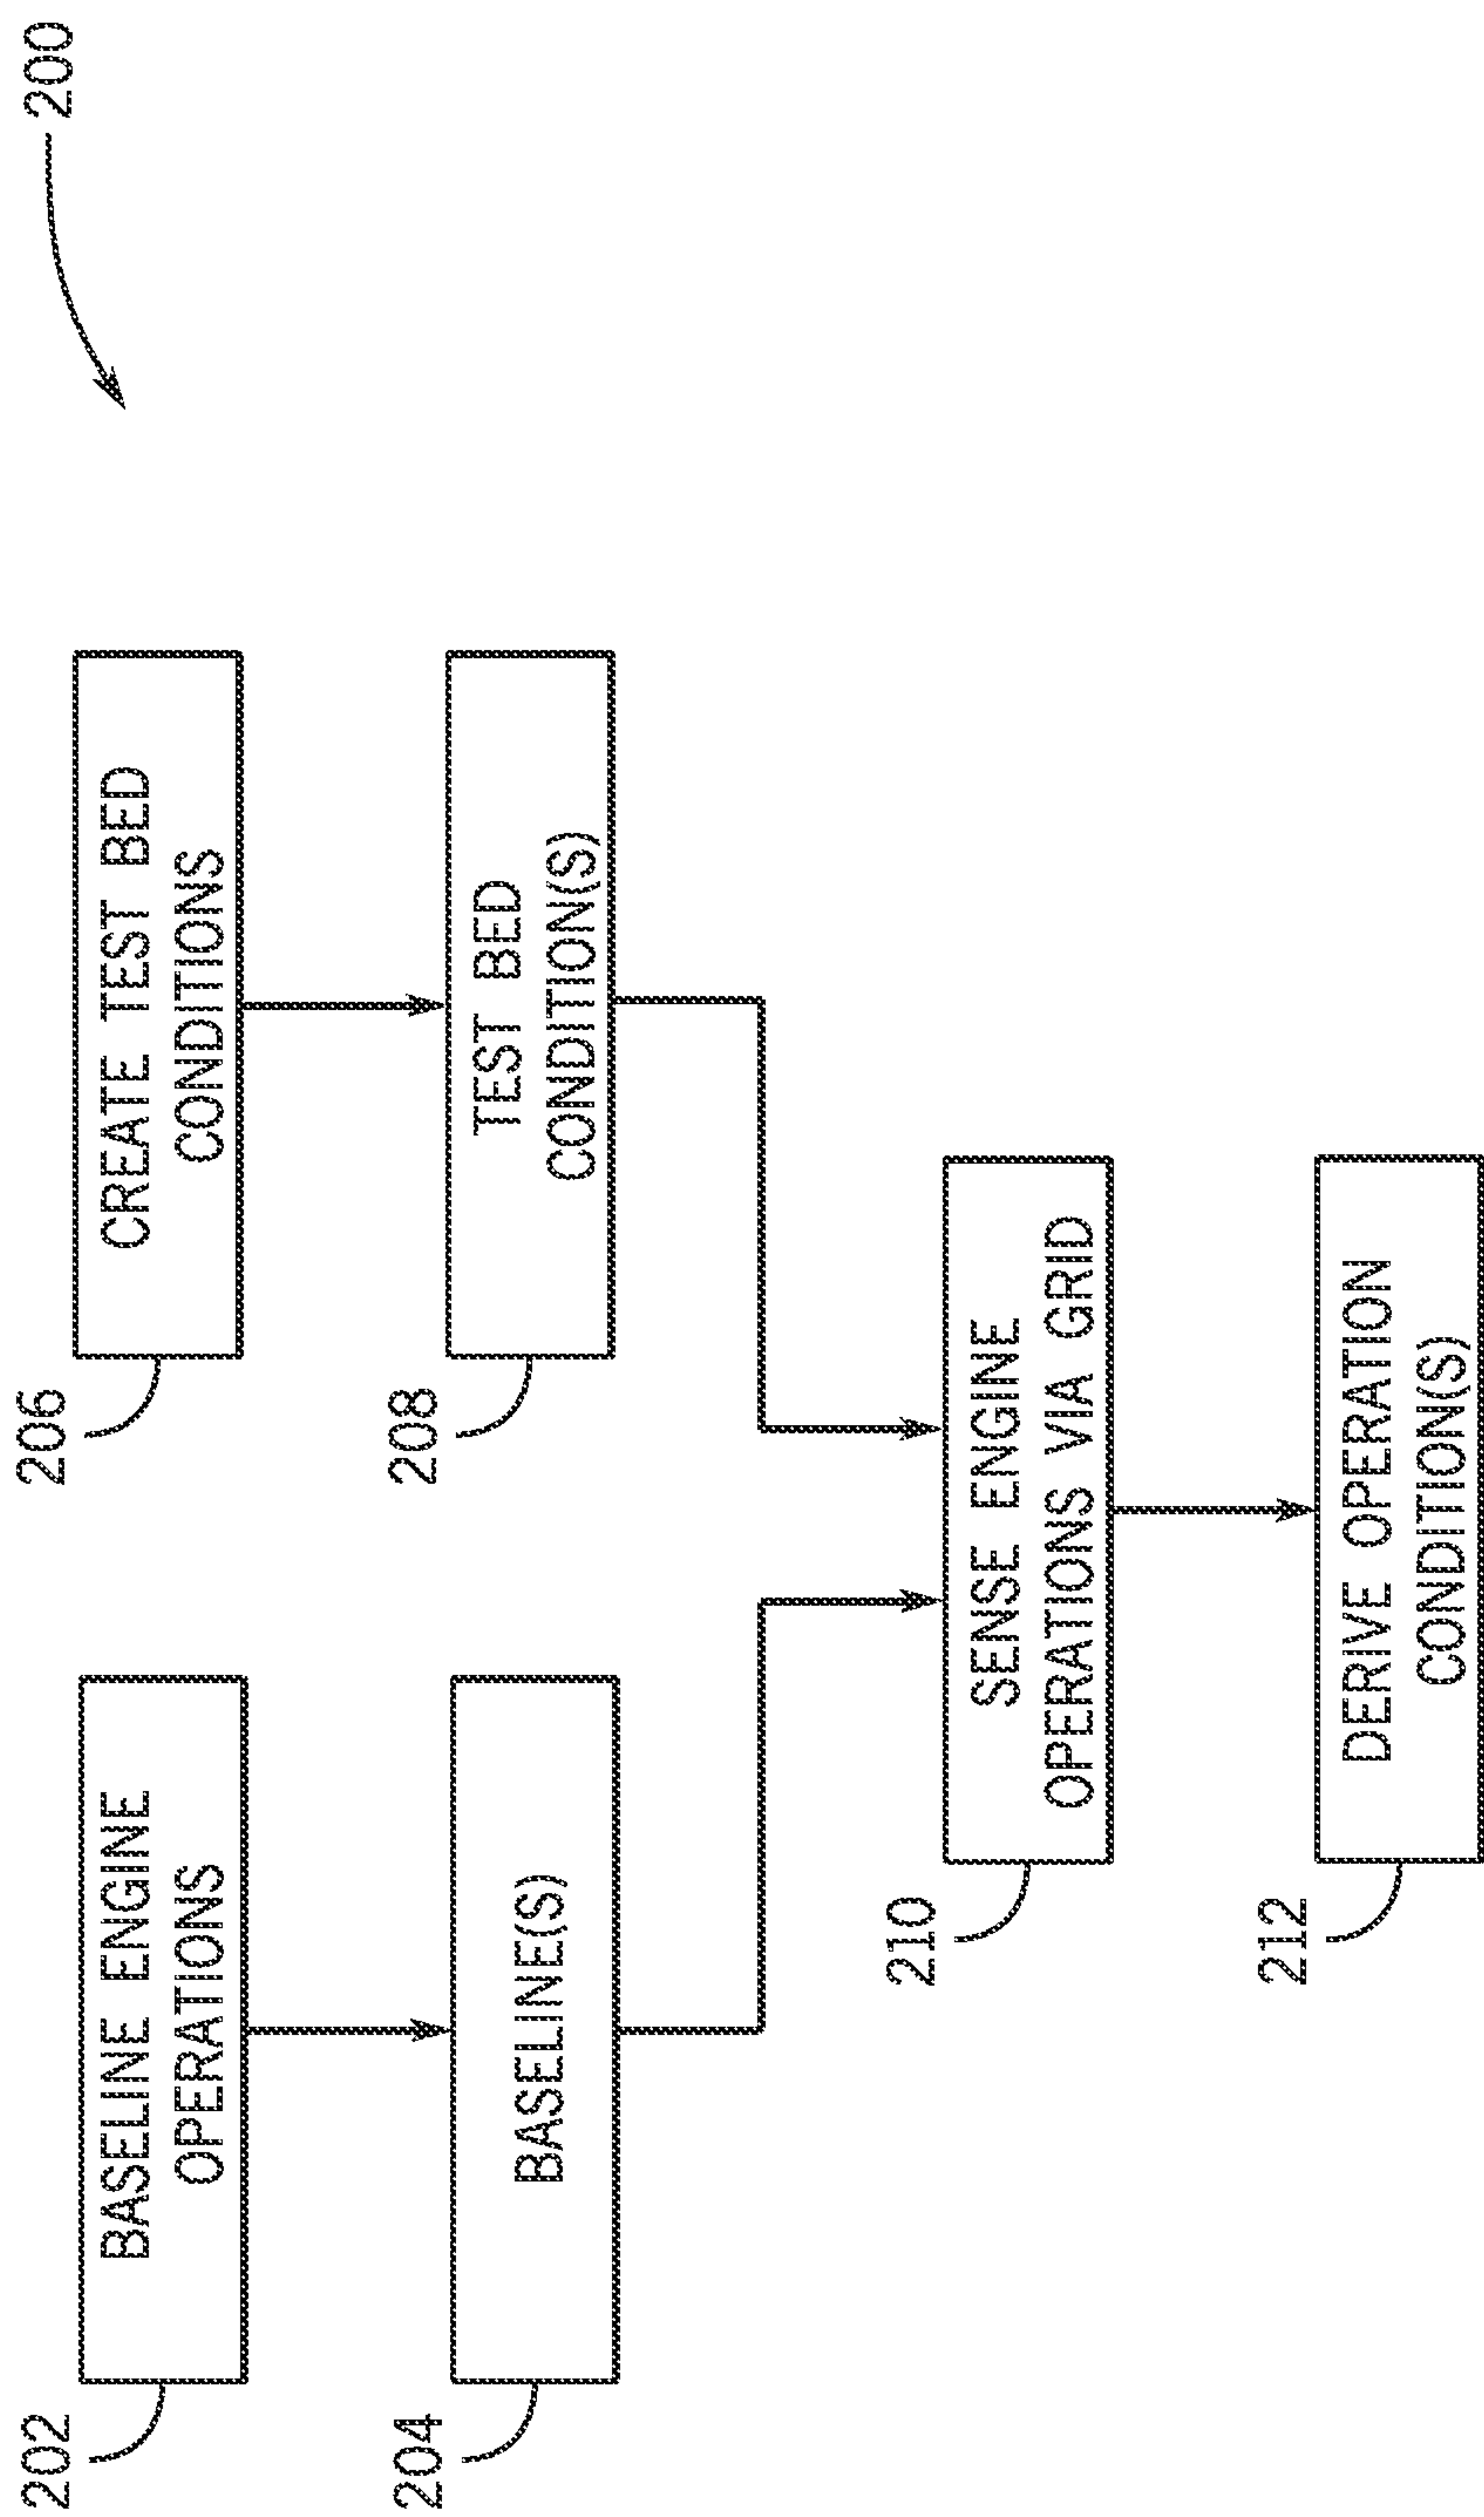 200
202
BASELINE ENGINE
OPERATIONS
206
CREATE TEST BED
CONDITIONS
204
BASELINE(S)
208
TEST BED
CONDITION(S)
210
SENSE ENGINE
OPERATIONS VIA GRID
212
DERIVE OPERATION
CONDITION(S)